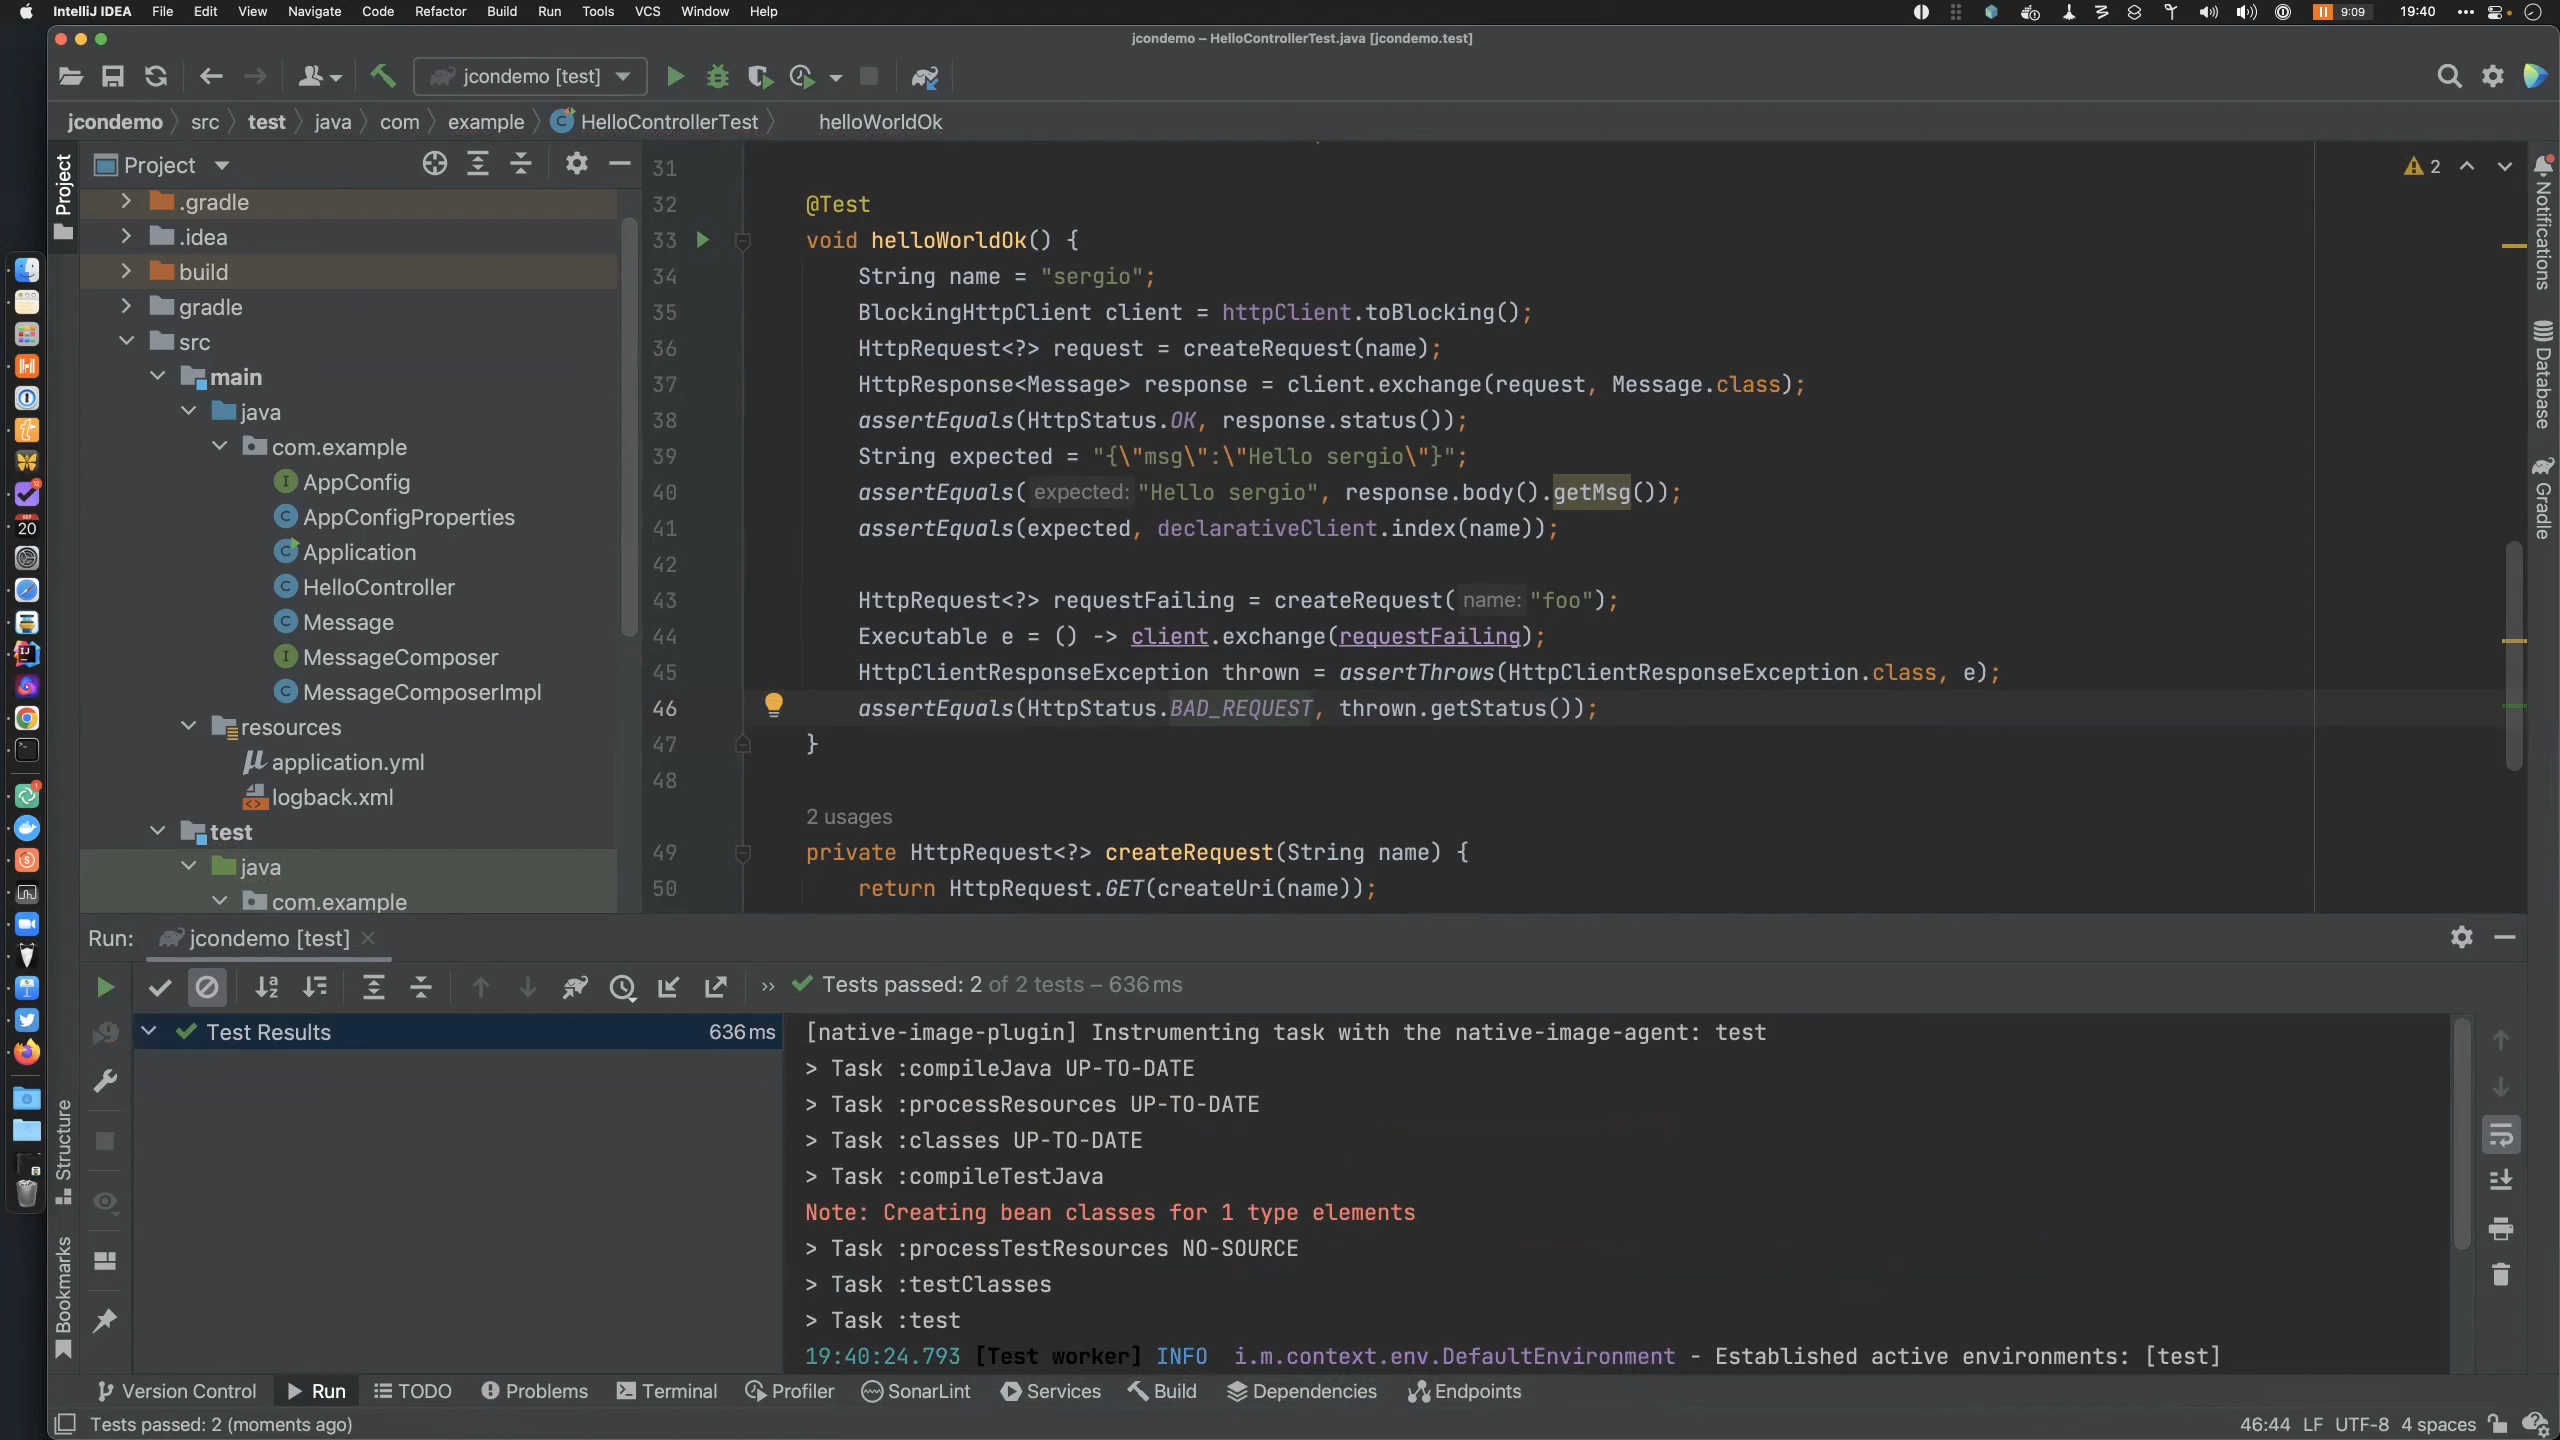 IntelliJ IDEA File Edit View Navigate Code Refactor Build Run Tools VCS Window Help 9:09 19:40
jcondemo – HelloControllerTest.java [jcondemo.test]
jcondemo [test]
jcondemo src test java com example HelloControllerTest helloWorldOk
Project
Project
.gradle
.idea
build
gradle
src
main
java
com.example
AppConfig
AppConfigProperties
Application
HelloController
Message
MessageComposer
MessageComposerImpl
resources
application.yml
logback.xml
test
java
com.example
20
2
31
32 @Test
33 void helloWorldOk() {
34 String name = "sergio";
35 BlockingHttpClient client = httpClient.toBlocking();
36 HttpRequest<?> request = createRequest(name);
37 HttpResponse<Message> response = client.exchange(request, Message.class);
38 assertEquals(HttpStatus.OK, response.status());
39 String expected = "{\"msg\":\"Hello sergio\"}";
40 assertEquals( expected: "Hello sergio", response.body().getMsg());
41 assertEquals(expected, declarativeClient.index(name));
42
43 HttpRequest<?> requestFailing = createRequest( name: "foo");
44 Executable e = () -> client.exchange(requestFailing);
45 HttpClientResponseException thrown = assertThrows(HttpClientResponseException.class, e);
46 assertEquals(HttpStatus.BAD_REQUEST, thrown.getStatus());
47 }
48
2 usages
49 private HttpRequest<?> createRequest(String name) {
50 return HttpRequest.GET(createUri(name));
Notifications
Database
Gradle
Run: jcondemo [test]
Tests passed: 2 of 2 tests – 636 ms
Test Results 636 ms
[native-image-plugin] Instrumenting task with the native-image-agent: test
> Task :compileJava UP-TO-DATE
> Task :processResources UP-TO-DATE
> Task :classes UP-TO-DATE
> Task :compileTestJava
Note: Creating bean classes for 1 type elements
> Task :processTestResources NO-SOURCE
> Task :testClasses
> Task :test
19:40:24.793 [Test worker] INFO i.m.context.env.DefaultEnvironment - Established active environments: [test]
Structure
Bookmarks
Version Control Run TODO Problems Terminal Profiler SonarLint Services Build Dependencies Endpoints
Tests passed: 2 (moments ago) 46:44 LF UTF-8 4 spaces